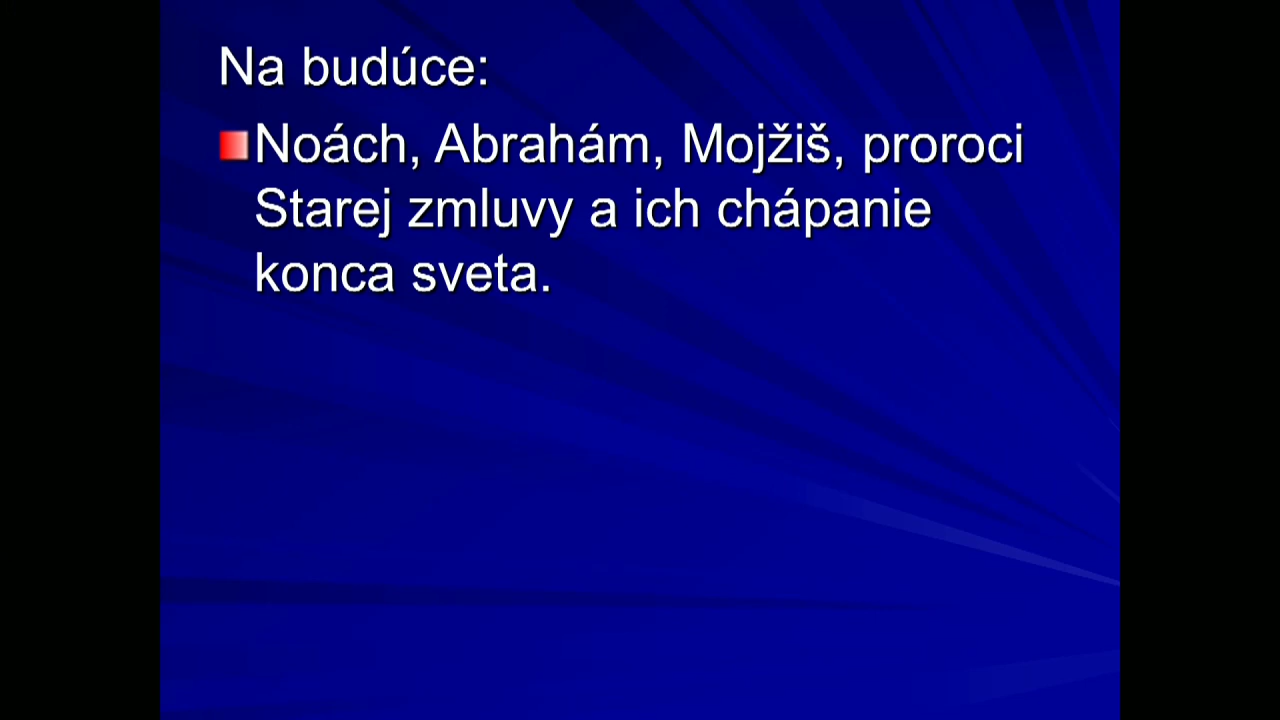 Na budúce:
Noách, Abrahám, Mojžiš, proroci
Starej zmluvy a ich chápanie
konca sveta.